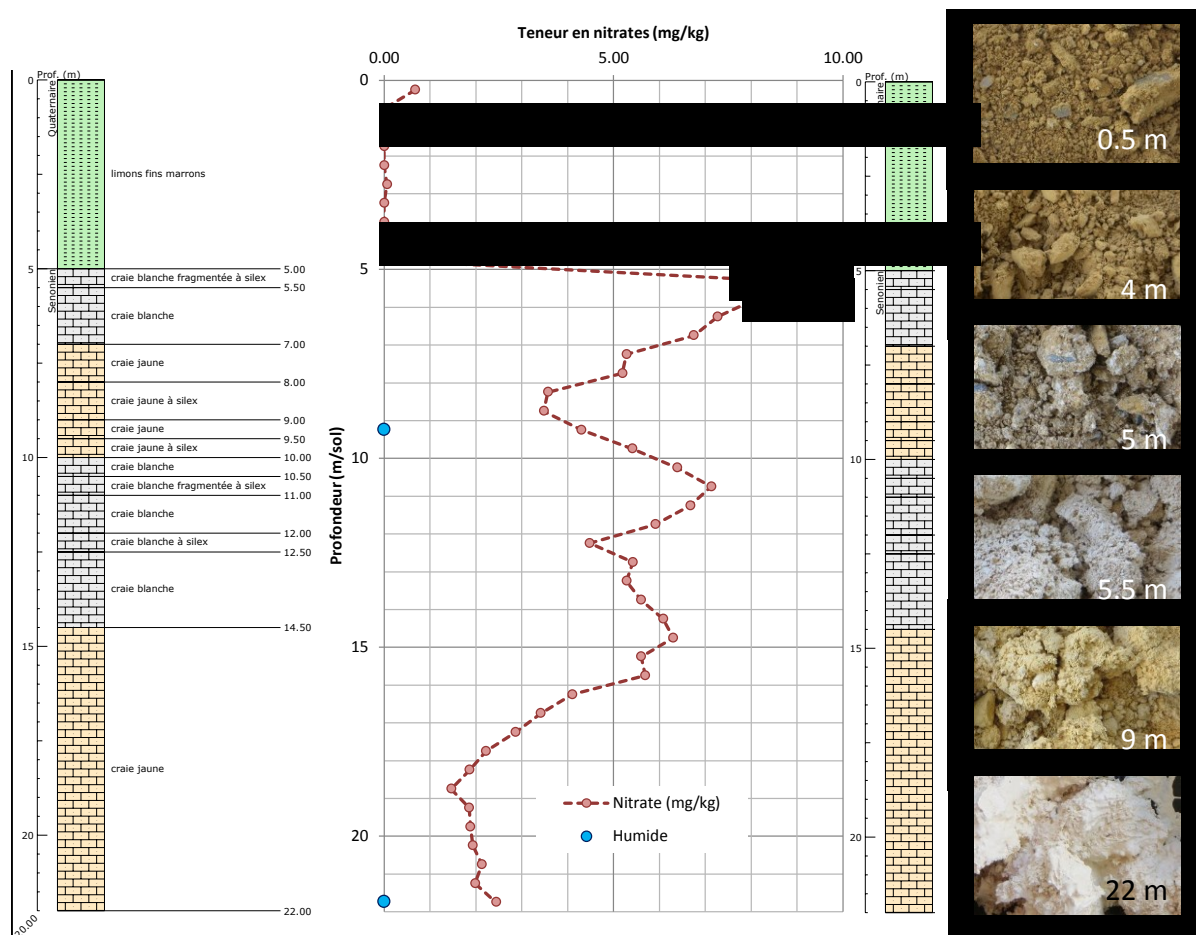 Teneur en nitrates (mg/kg)
0.00 5.00 10.00
Prof. (m)
0
Quaternaire
limons fins marrons
5
Senonien
5.00
craie blanche fragmentée à silex
5.50
craie blanche
7.00
craie jaune
8.00
craie jaune à silex
9.00
craie jaune
9.50
craie jaune à silex
10
10.00
craie blanche
10.50
craie blanche fragmentée à silex
11.00
craie blanche
12.00
craie blanche à silex
12.50
craie blanche
14.50
15
craie jaune
20
22.00
20.00
Profondeur (m/sol)
0
5
10
15
20
Nitrate (mg/kg)
Humide
Prof. (m)
0
naire
5
Senonien
10
15
20
0.5 m
4 m
5 m
5.5 m
9 m
22 m